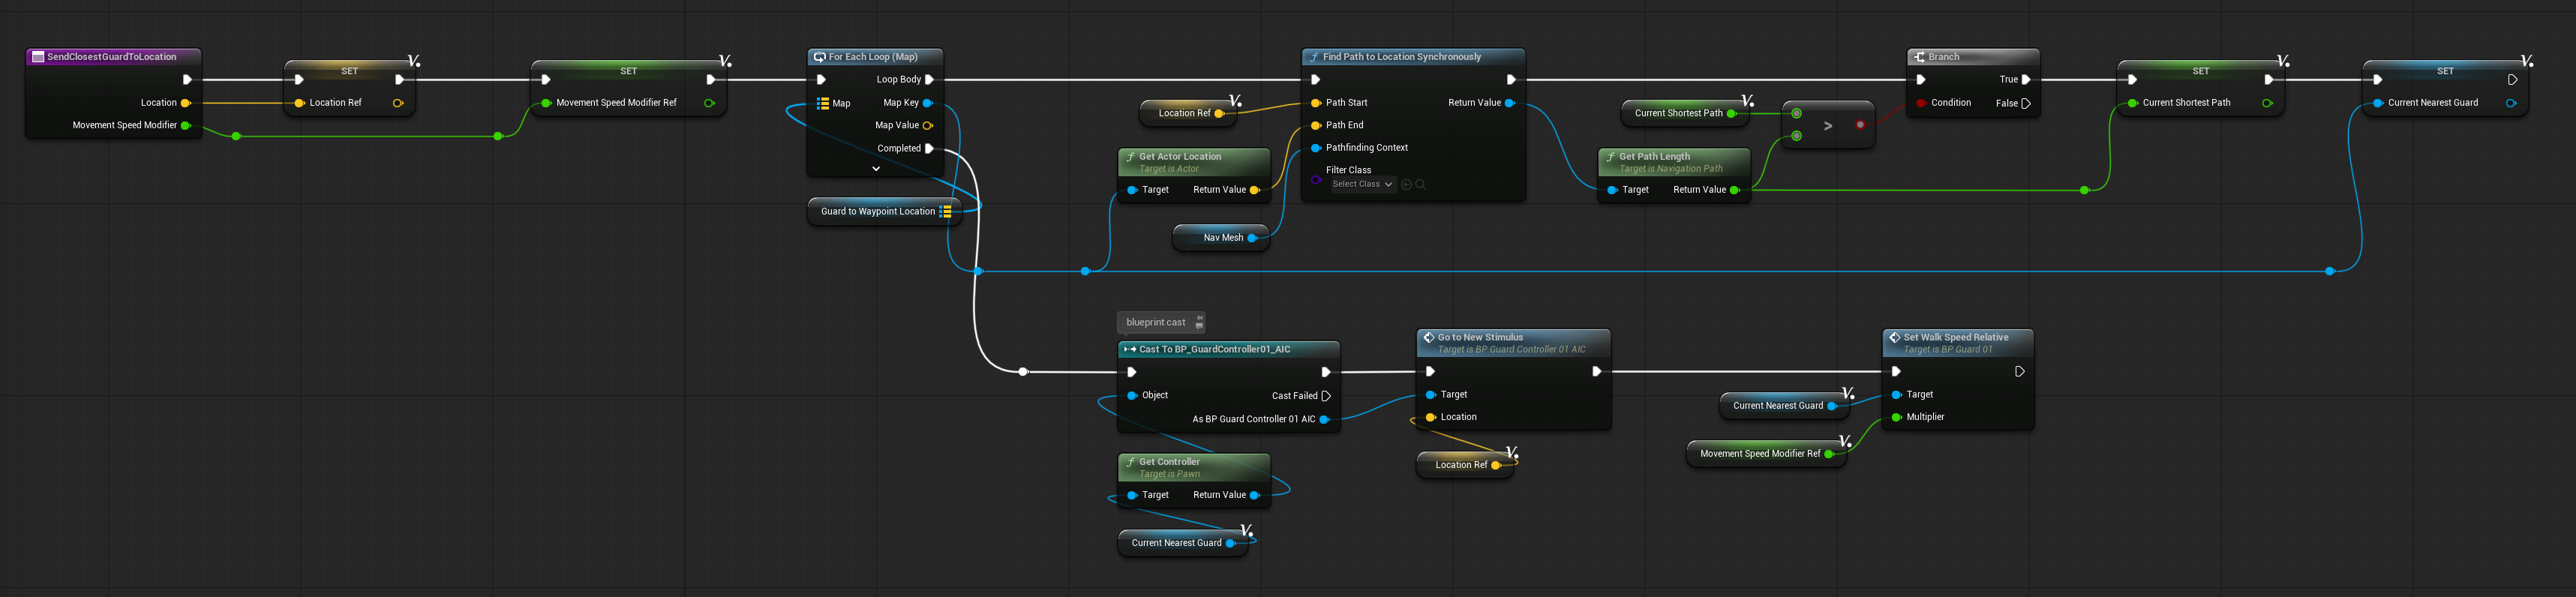 SendClosestGuardToLocation
Location
Movement Speed Modifier
SET
Location Ref
SET
Movement Speed Modifier Ref
For Each Loop (Map)
Loop Body
Map
Map Key
Map Value
Completed
Guard to Waypoint Location
Location Ref
Get Actor Location
Target is Actor
Target
Return Value
Nav Mesh
Find Path to Location Synchronously
Path Start
Return Value
Path End
Pathfinding Context
Filter Class
Select Class
Current Shortest Path
Get Path Length
Target is Navigation Path
Target
Return Value
>
Branch
True
Condition
False
SET
Current Shortest Path
SET
Current Nearest Guard
blueprint cast
Cast To BP_GuardController01_AIC
Object
Cast Failed
As BP Guard Controller 01 AIC
Get Controller
Target is Pawn
Target
Return Value
Current Nearest Guard
Go to New Stimulus
Target is BP Guard Controller 01 AIC
Target
Location
Location Ref
Current Nearest Guard
Movement Speed Modifier Ref
Set Walk Speed Relative
Target is BP Guard 01
Target
Multiplier